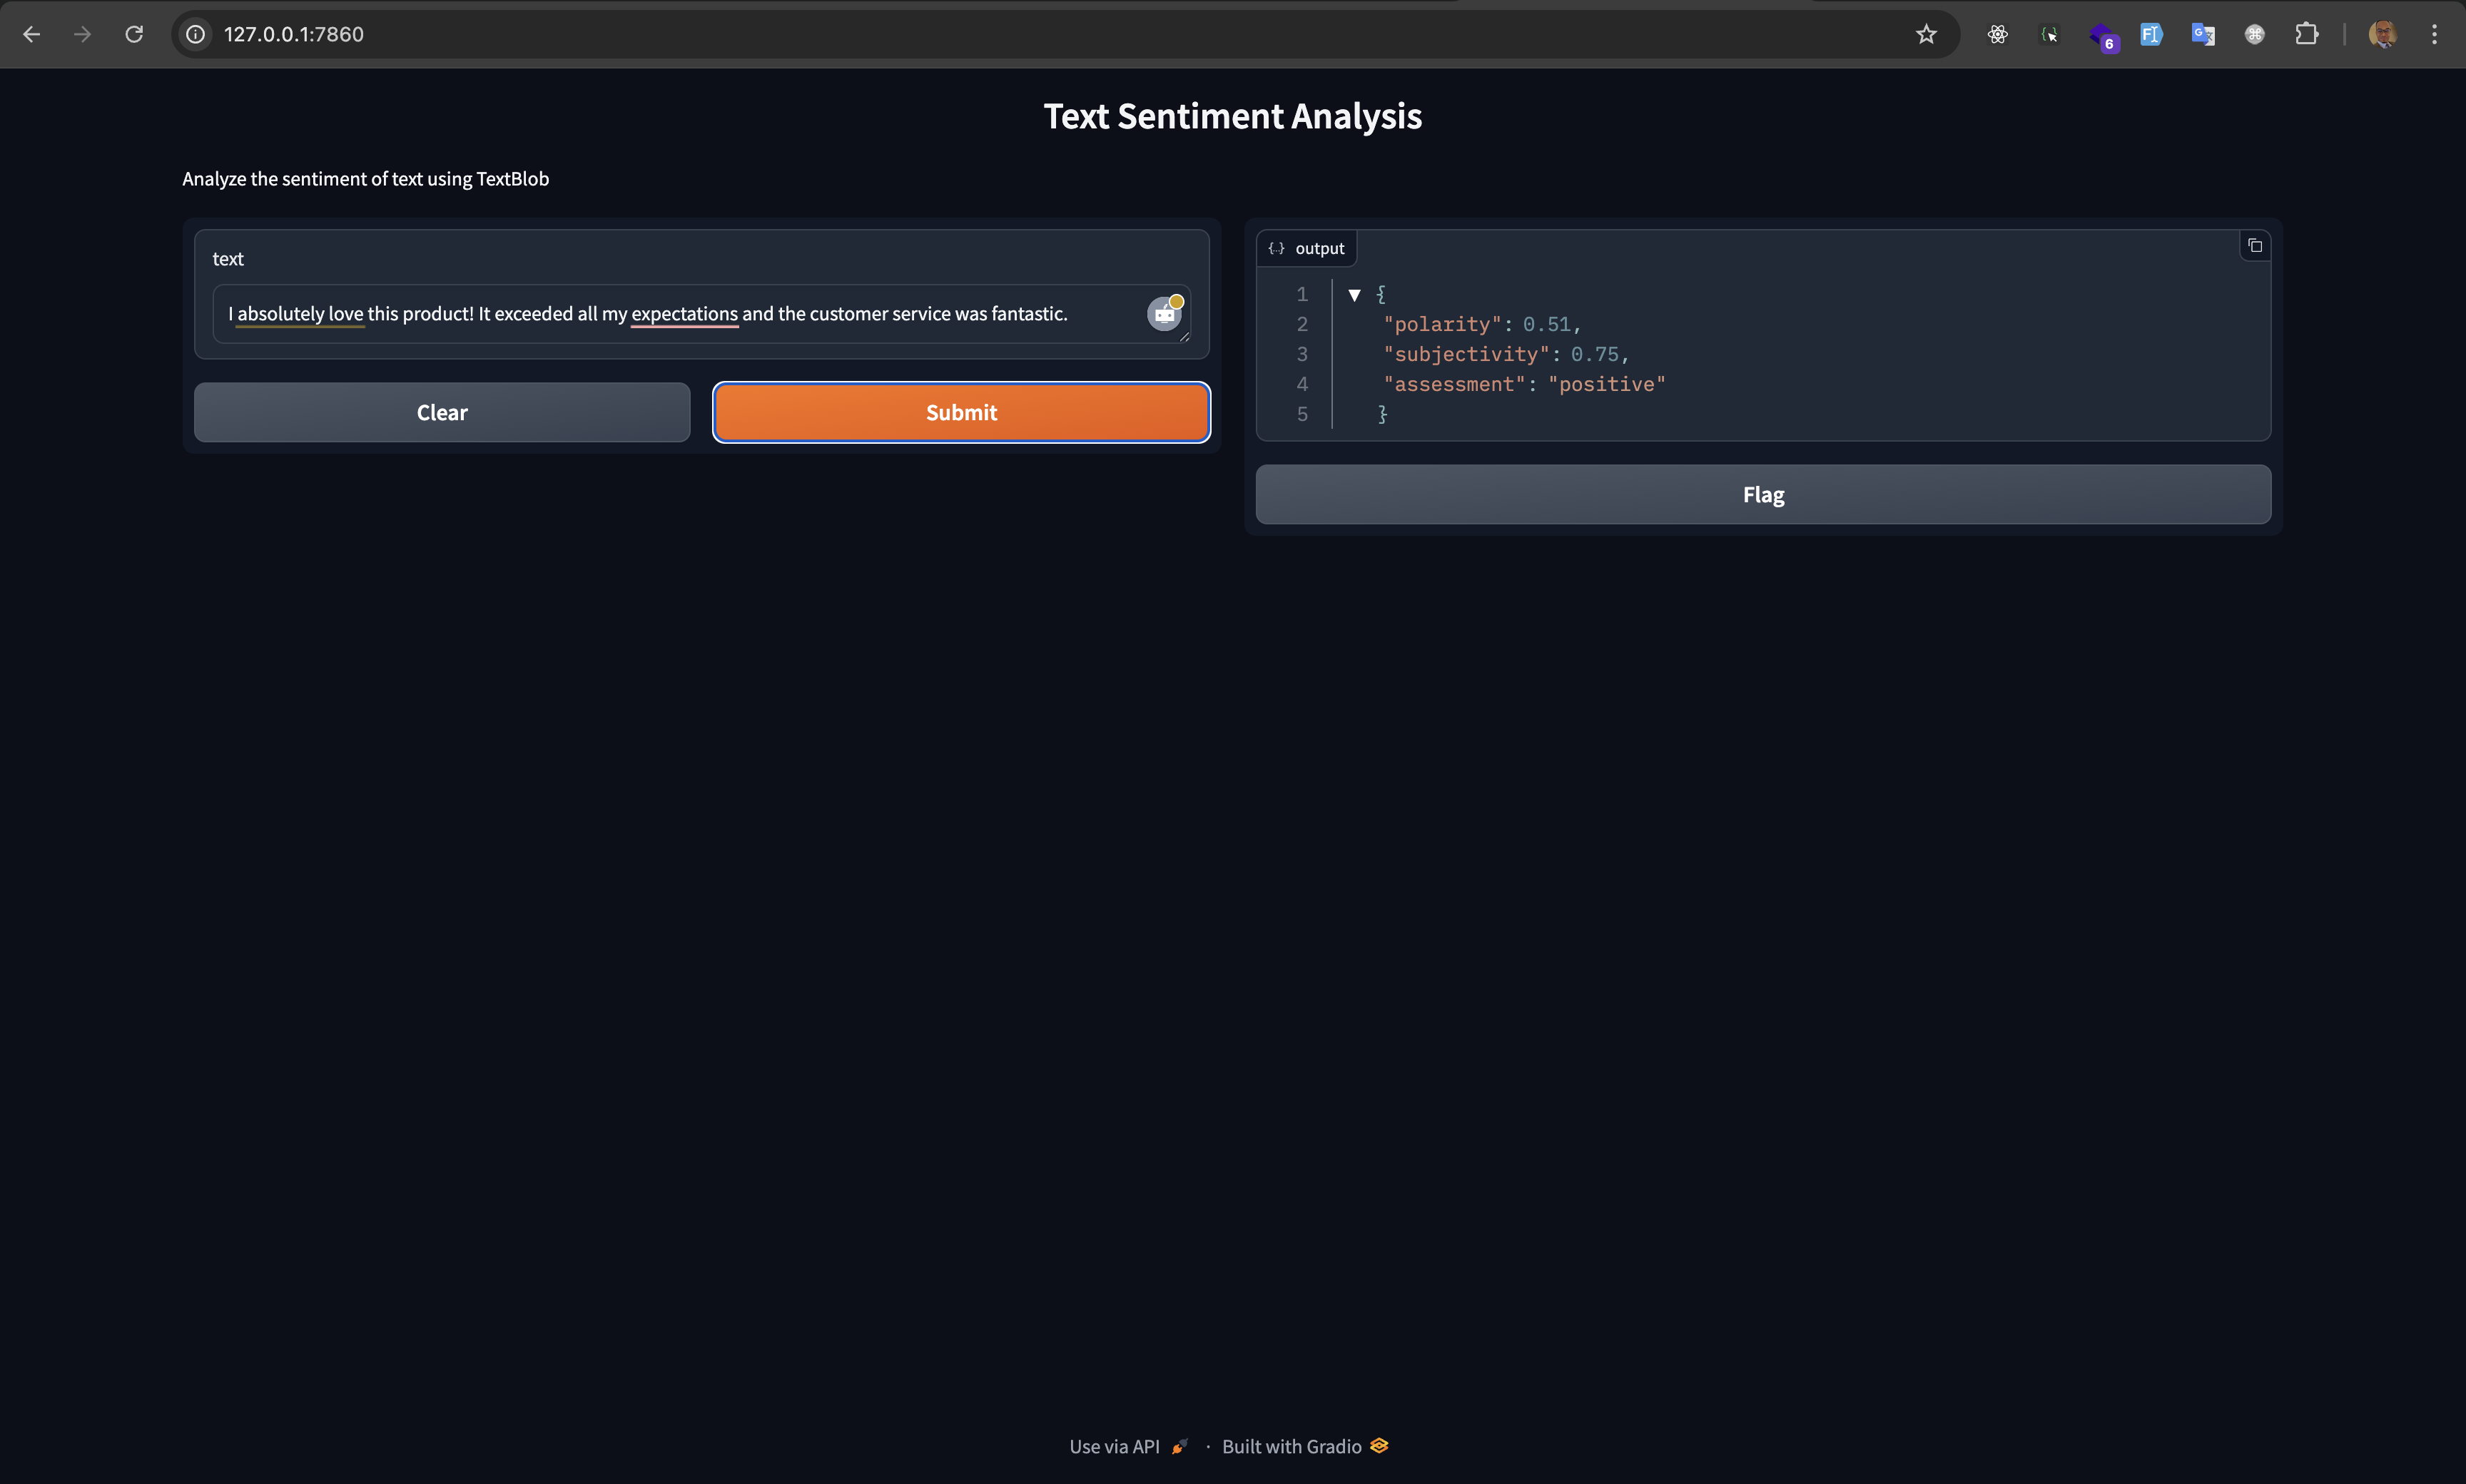 127.0.0.1:7860
6
Text Sentiment Analysis
Analyze the sentiment of text using TextBlob
text
I absolutely love this product! It exceeded all my expectations and the customer service was fantastic.
Clear
Submit
{..} output
1 ▼ {
2 "polarity": 0.51,
3 "subjectivity": 0.75,
4 "assessment": "positive"
5 }
Flag
Use via API · Built with Gradio